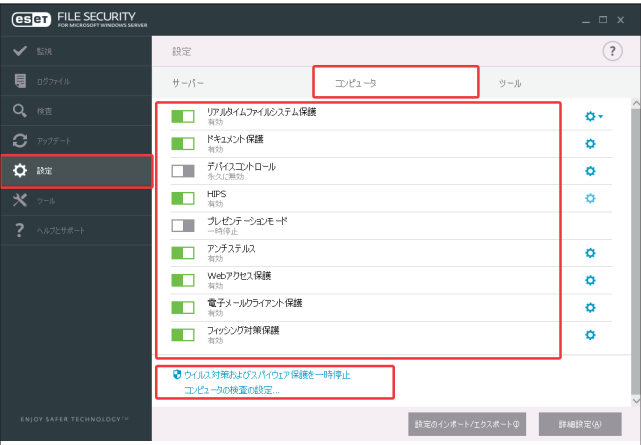 eset FILE SECURITY
FOR MICROSOFT WINDOWS SERVER
監視
ログファイル
検査
アップデート
設定
ツール
ヘルプとサポート
ENJOY SAFER TECHNOLOGY™
設定
?
サーバー
コンピュータ
ツール
リアルタイムファイルシステム保護
有効
ドキュメント保護
有効
デバイスコントロール
永久に無効
HIPS
有効
プレゼンテーションモード
一時停止
アンチステルス
有効
Webアクセス保護
有効
電子メールクライアント保護
有効
フィッシング対策保護
有効
ウイルス対策およびスパイウェア保護を一時停止
コンピュータの検査の設定...
設定のインポート/エクスポート(I)
詳細設定(A)